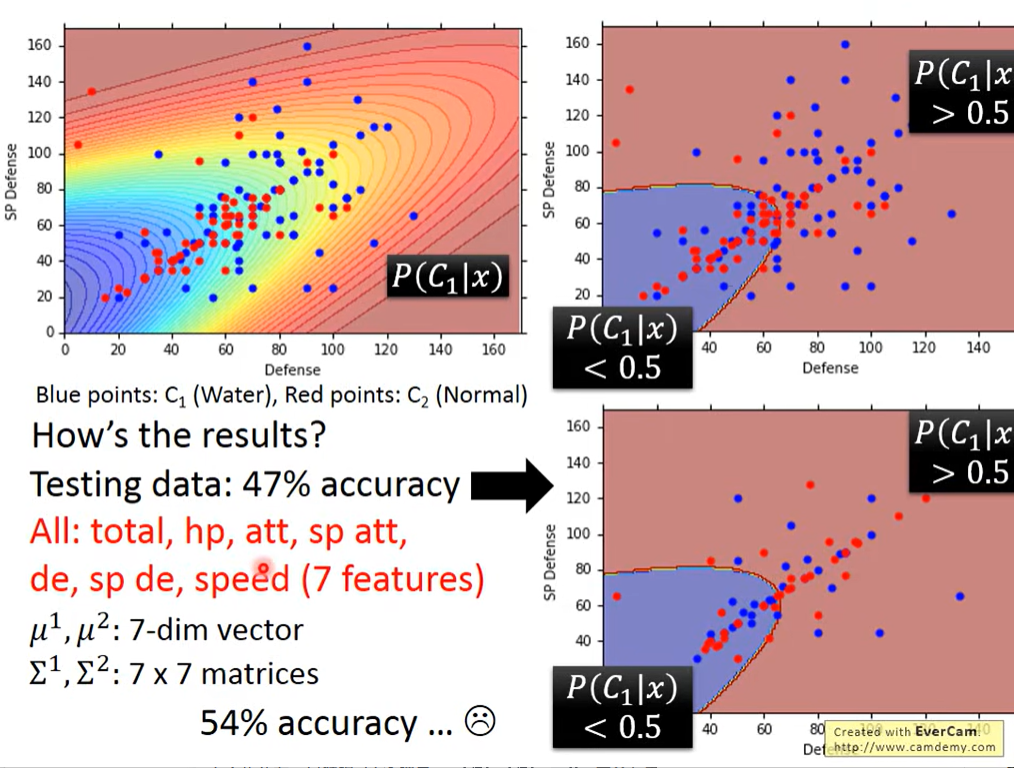 160
140
120
100
80
60
40
20
0
SP Defense
0 20 40 60 80 100 120 140 160
Defense
P(C₁|x)
160
140
120
100
80
60
40
20
SP Defense
P(C₁|x
> 0.5
P(C₁|x)
< 0.5
40 60 80 100 120 140
Defense
Blue points: C₁ (Water), Red points: C₂ (Normal)
How's the results?
Testing data: 47% accuracy
All: total, hp, att, sp att,
de, sp de, speed (7 features)
μ¹, μ²: 7-dim vector
Σ¹, Σ²: 7 x 7 matrices
54% accuracy … ☹
160
140
120
100
80
60
40
SP Defense
P(C₁|x
> 0.5
P(C₁|x)
< 0.5
40 60 80 100 120 140
Created with EverCam.
http://www.camdemy.com